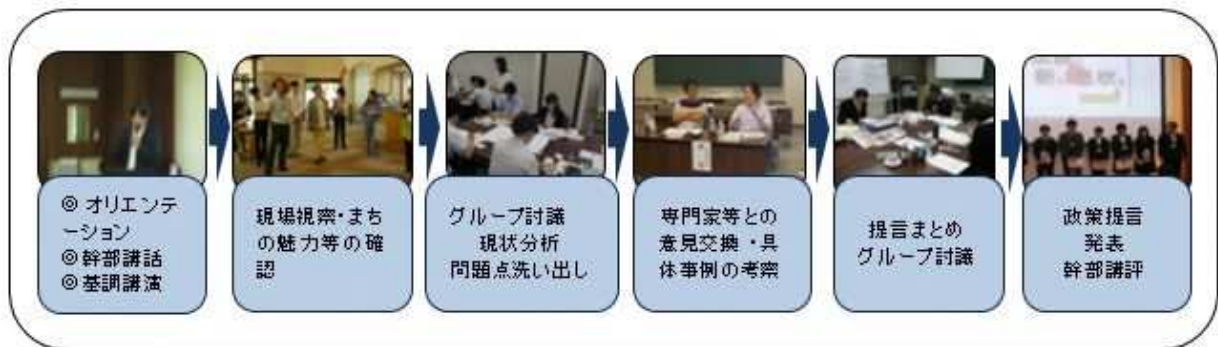 ◎オリエンテ
ーション
◎幹部講話
◎基調講演
現場視察・まち
の魅力等の確
認
グループ討議
現状分析
問題点洗い出し
専門家等との
意見交換・具
体事例の考察
提言まとめ
グループ討議
政策提言
発表
幹部講評